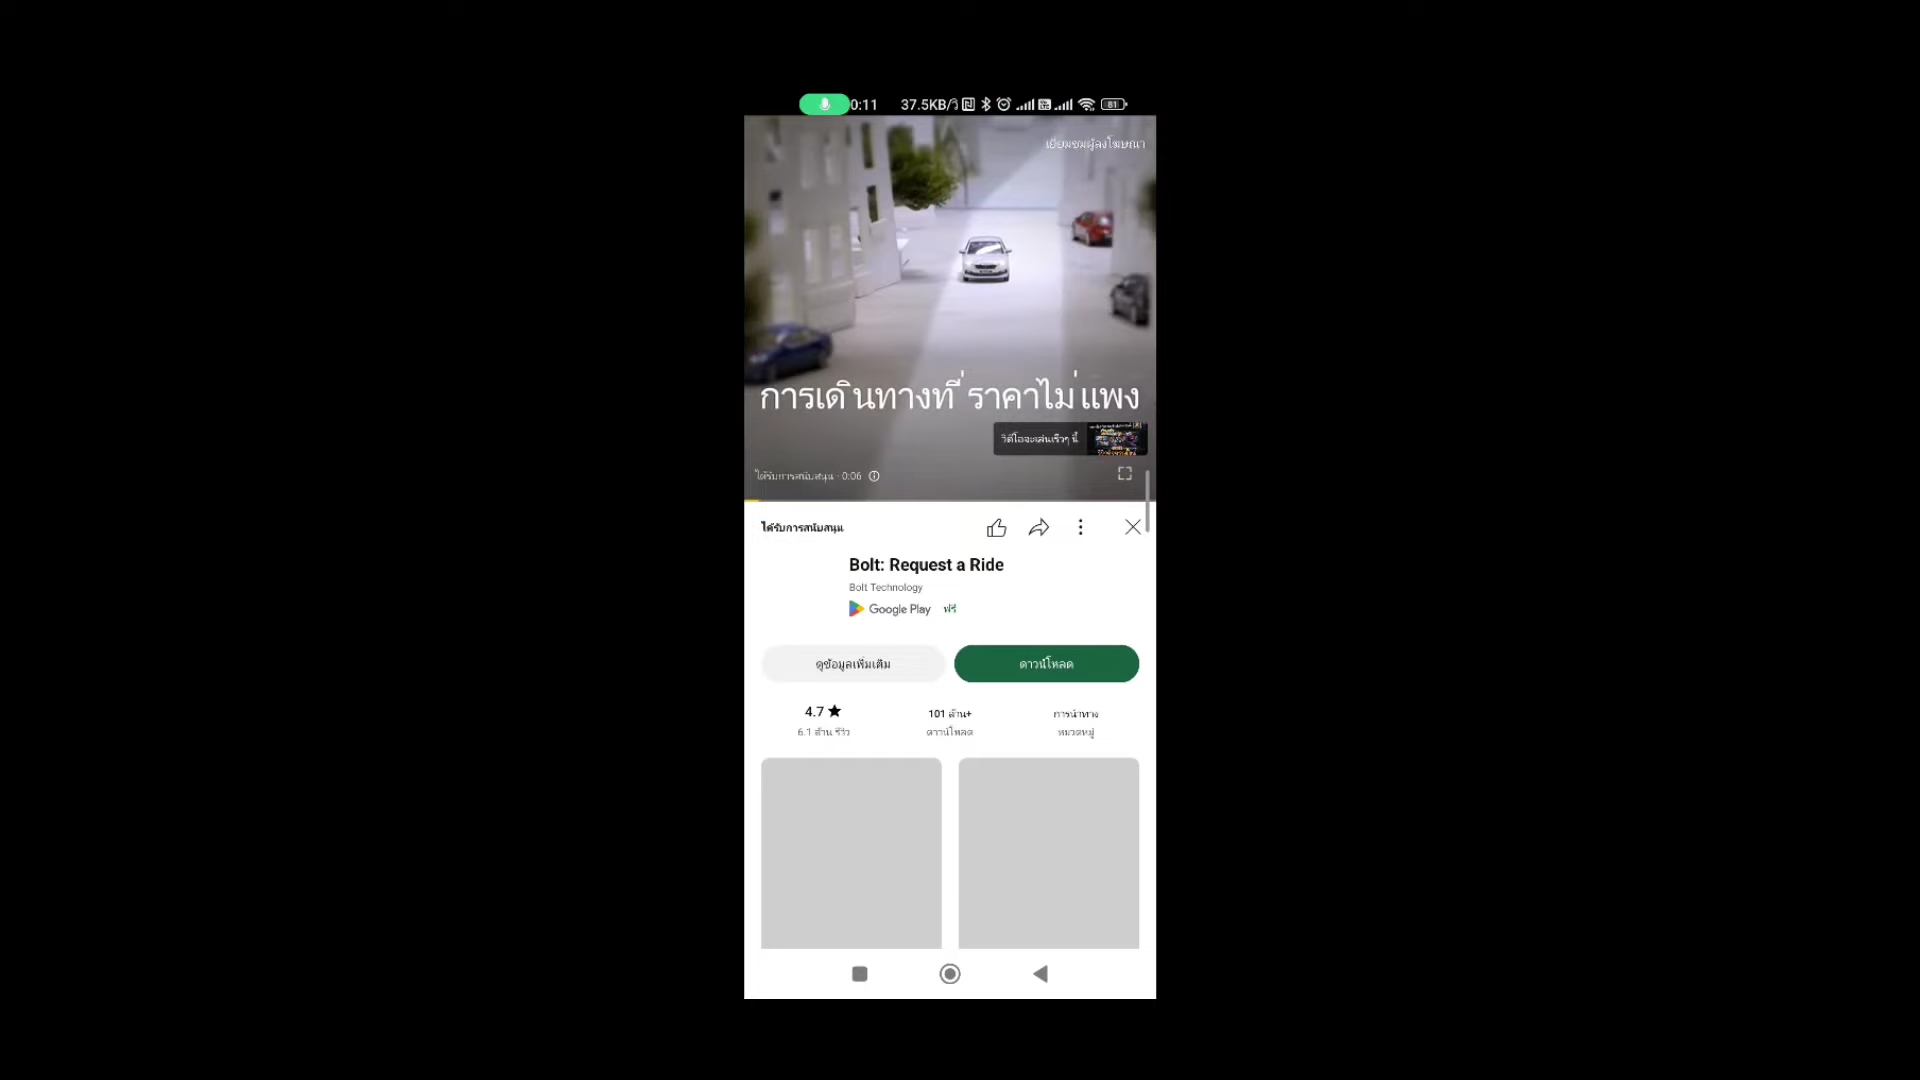 0:11 37.5KB/วิ 81
เยี่ยมชมผู้ลงโฆษณา
การเดินทางที่ราคาไม่แพง
วิดีโอจะเล่นเร็วๆ นี้
ได้รับการสนับสนุน · 0:06
ได้รับการสนับสนุน
Bolt: Request a Ride
Bolt Technology
Google Play ฟรี
ดูข้อมูลเพิ่มเติม ดาวน์โหลด
4.7 ★ 101 ล้าน+ การนำทาง
6.1 ล้าน รีวิว ดาวน์โหลด หมวดหมู่